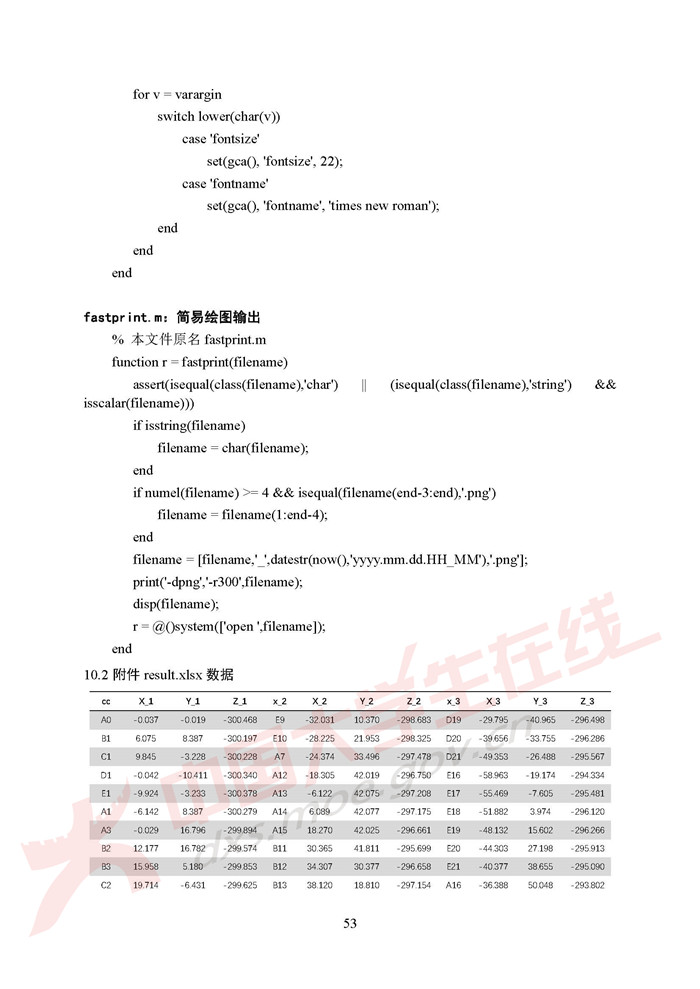 for v = varargin
switch lower(char(v))
case 'fontsize'
set(gca(), 'fontsize', 22);
case 'fontname'
set(gca(), 'fontname', 'times new roman');
end
end
end
fastprint.m：简易绘图输出
% 本文件原名 fastprint.m
function r = fastprint(filename)
assert(isequal(class(filename),'char') || (isequal(class(filename),'string') &&
isscalar(filename)))
if isstring(filename)
filename = char(filename);
end
if numel(filename) >= 4 && isequal(filename(end-3:end),'.png')
filename = filename(1:end-4);
end
filename = [filename,'_',datestr(now(),'yyyy.mm.dd.HH_MM'),'.png'];
print('-dpng','-r300',filename);
disp(filename);
r = @()system(['open ',filename]);
end
10.2 附件 result.xlsx 数据
cc X_1 Y_1 Z_1 x_2 X_2 Y_2 Z_2 x_3 X_3 Y_3 Z_3
A0 -0.037 -0.019 -300.468 E9 -32.031 10.370 -298.683 D19 -29.795 -40.965 -296.498
B1 6.075 8.387 -300.197 E10 -28.225 21.953 -298.325 D20 -39.656 -33.755 -296.286
C1 9.845 -3.228 -300.228 A7 -24.374 33.496 -297.478 D21 -49.353 -26.488 -295.567
D1 -0.042 -10.411 -300.340 A12 -18.305 42.019 -296.750 E16 -58.963 -19.174 -294.334
E1 -9.924 -3.233 -300.378 A13 -6.122 42.075 -297.208 E17 -55.469 -7.605 -295.481
A1 -6.142 8.387 -300.279 A14 6.089 42.077 -297.175 E18 -51.882 3.974 -296.120
A3 -0.029 16.796 -299.894 A15 18.270 42.025 -296.661 E19 -48.132 15.602 -296.266
B2 12.177 16.782 -299.574 B11 30.365 41.811 -295.699 E20 -44.303 27.198 -295.913
B3 15.958 5.180 -299.853 B12 34.307 30.377 -296.658 E21 -40.377 38.655 -295.090
C2 19.714 -6.431 -299.625 B13 38.120 18.810 -297.154 A16 -36.388 50.048 -293.802
中国大学生在线
dxs.moe.gov.cn
53